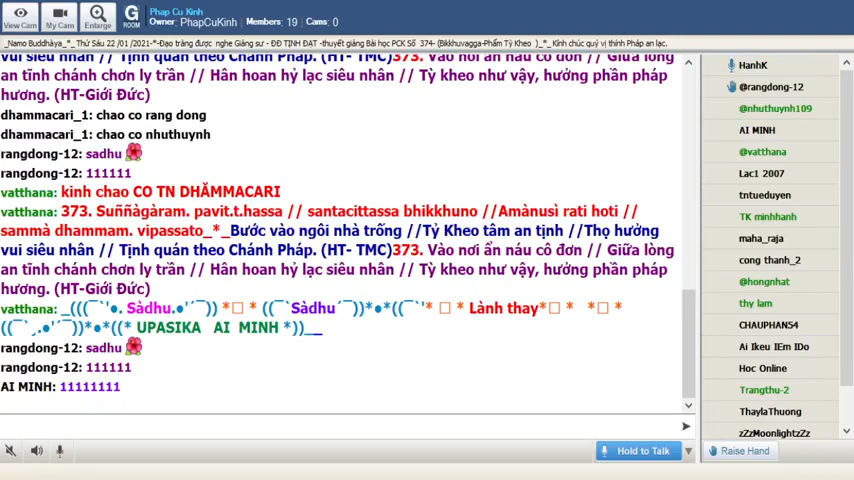 View Cam
My Cam
Enlarge
G
ROOM
Phap Cu Kinh
Owner: PhapCuKinh , Members: 19 , Cams: 0
_Namo Buddhàya_*_ Thứ Sáu 22 /01 /2021-*-Đạo tràng được nghe Giảng sư - ĐĐ TỊNH ĐẠT -thuyết giảng Bài học PCK Số 374- (Bikkhuvagga-Phẩm Tỳ Kheo )_*_ Kính chúc quý vị thính Pháp an lạc.
vui siêu nhân // Tịnh quán theo Chánh Pháp. (HT- TMC)373. Vào nơi ẩn náu cô đơn // Giữa lòng
an tĩnh chánh chơn ly trần // Hân hoan hỷ lạc siêu nhân // Tỳ kheo như vậy, hưởng phần pháp
hương. (HT-Giới Đức)
dhammacari_1: chao co rang dong
dhammacari_1: chao co nhuthuynh
rangdong-12: sadhu
rangdong-12: 111111
vatthana: kinh chao CO TN DHĂMMACARI
vatthana: 373. Suññàgàram. pavit.t.hassa // santacittassa bhikkhuno //Amànusì rati hoti //
sammà dhammam. vipassato_*_Bước vào ngôi nhà trống //Tỷ Kheo tâm an tịnh //Thọ hưởng
vui siêu nhân // Tịnh quán theo Chánh Pháp. (HT- TMC)373. Vào nơi ẩn náu cô đơn // Giữa lòng
an tĩnh chánh chơn ly trần // Hân hoan hỷ lạc siêu nhân // Tỳ kheo như vậy, hưởng phần pháp
hương. (HT-Giới Đức)
vatthana: _(((¯`'●. Sàdhu.●'´¯)) *□ * ((¯`Sàdhu´¯))*●*((¯`'* □ * Lành thay*□ * *□ *
((¯`¸.●'´¯))*●*((* UPASIKA AI MINH *))__
rangdong-12: sadhu
rangdong-12: 111111
AI MINH: 11111111
Hold to Talk
HanhK
@rangdong-12
@nhuthuynh109
AI MINH
@vatthana
Lac1 2007
tntueduyen
TK minhhanh
maha_raja
cong thanh_2
@hongnhat
thy lam
CHAUPHAN54
Ai Ikeu IEm IDo
Hoc Online
Trangthu-2
ThaylaThuong
zZzMoonlightzZz
Raise Hand